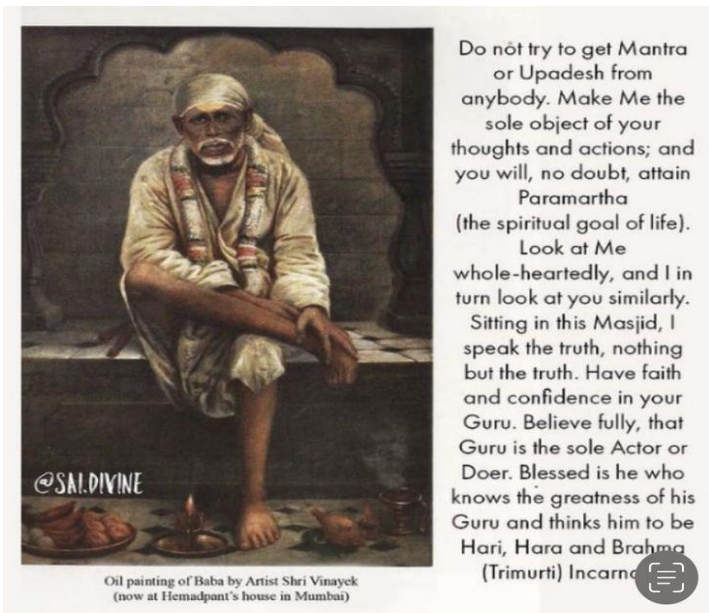 Do not try to get Mantra
or Upadesh from
anybody. Make Me the
sole object of your
thoughts and actions; and
you will, no doubt, attain
Paramartha
(the spiritual goal of life).
Look at Me
whole-heartedly, and I in
turn look at you similarly.
Sitting in this Masjid, I
speak the truth, nothing
but the truth. Have faith
and confidence in your
Guru. Believe fully, that
Guru is the sole Actor or
Doer. Blessed is he who
knows the greatness of his
Guru and thinks him to be
Hari, Hara and Brahma
(Trimurti)
@SAI.DIVINE
Oil painting of Baba by Artist Shri Vinayek
(now at Hemadpant's house in Mumbai)